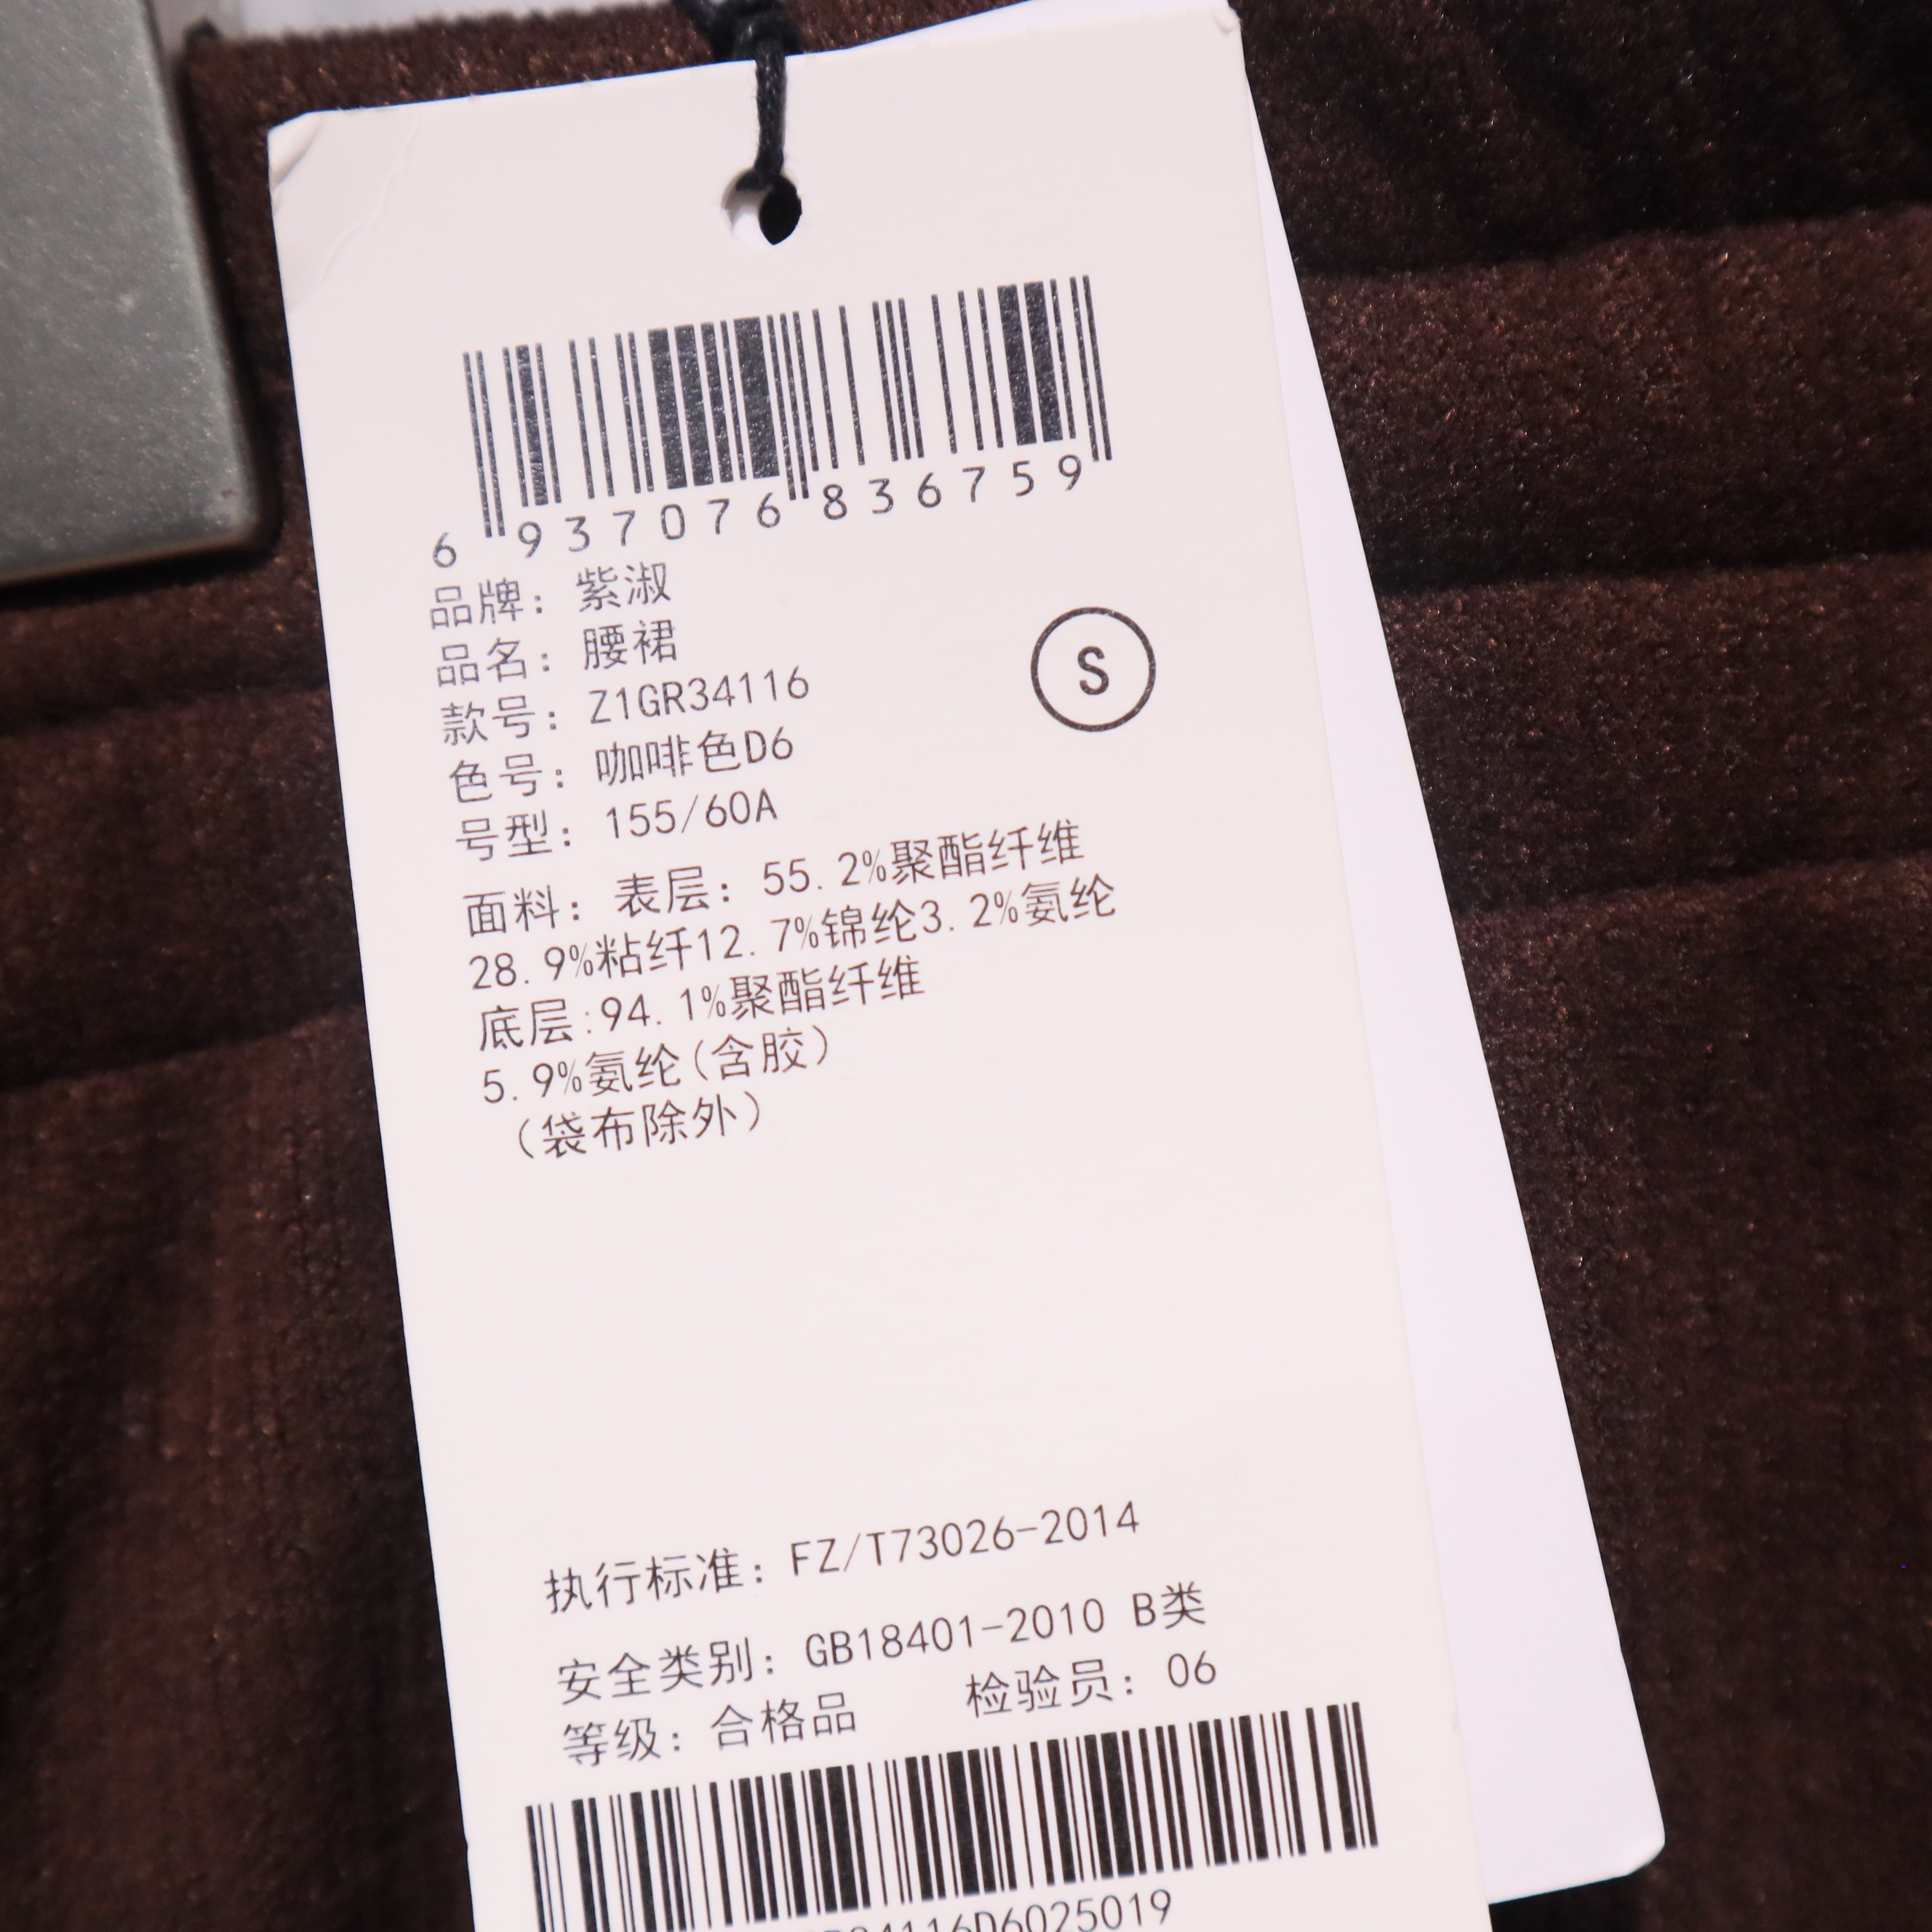 6 937076 836759
品牌: 紫淑
品名: 腰裙
款号: Z1GR34116
色号: 咖啡色D6
号型: 155/60A
S
面料: 表层: 55.2%聚酯纤维
28.9%粘纤12.7%锦纶3.2%氨纶
底层:94.1%聚酯纤维
5.9%氨纶(含胶)
(袋布除外)
执行标准: FZ/T73026-2014
安全类别: GB18401-2010 B类
等级: 合格品 检验员: 06
34116D6025019